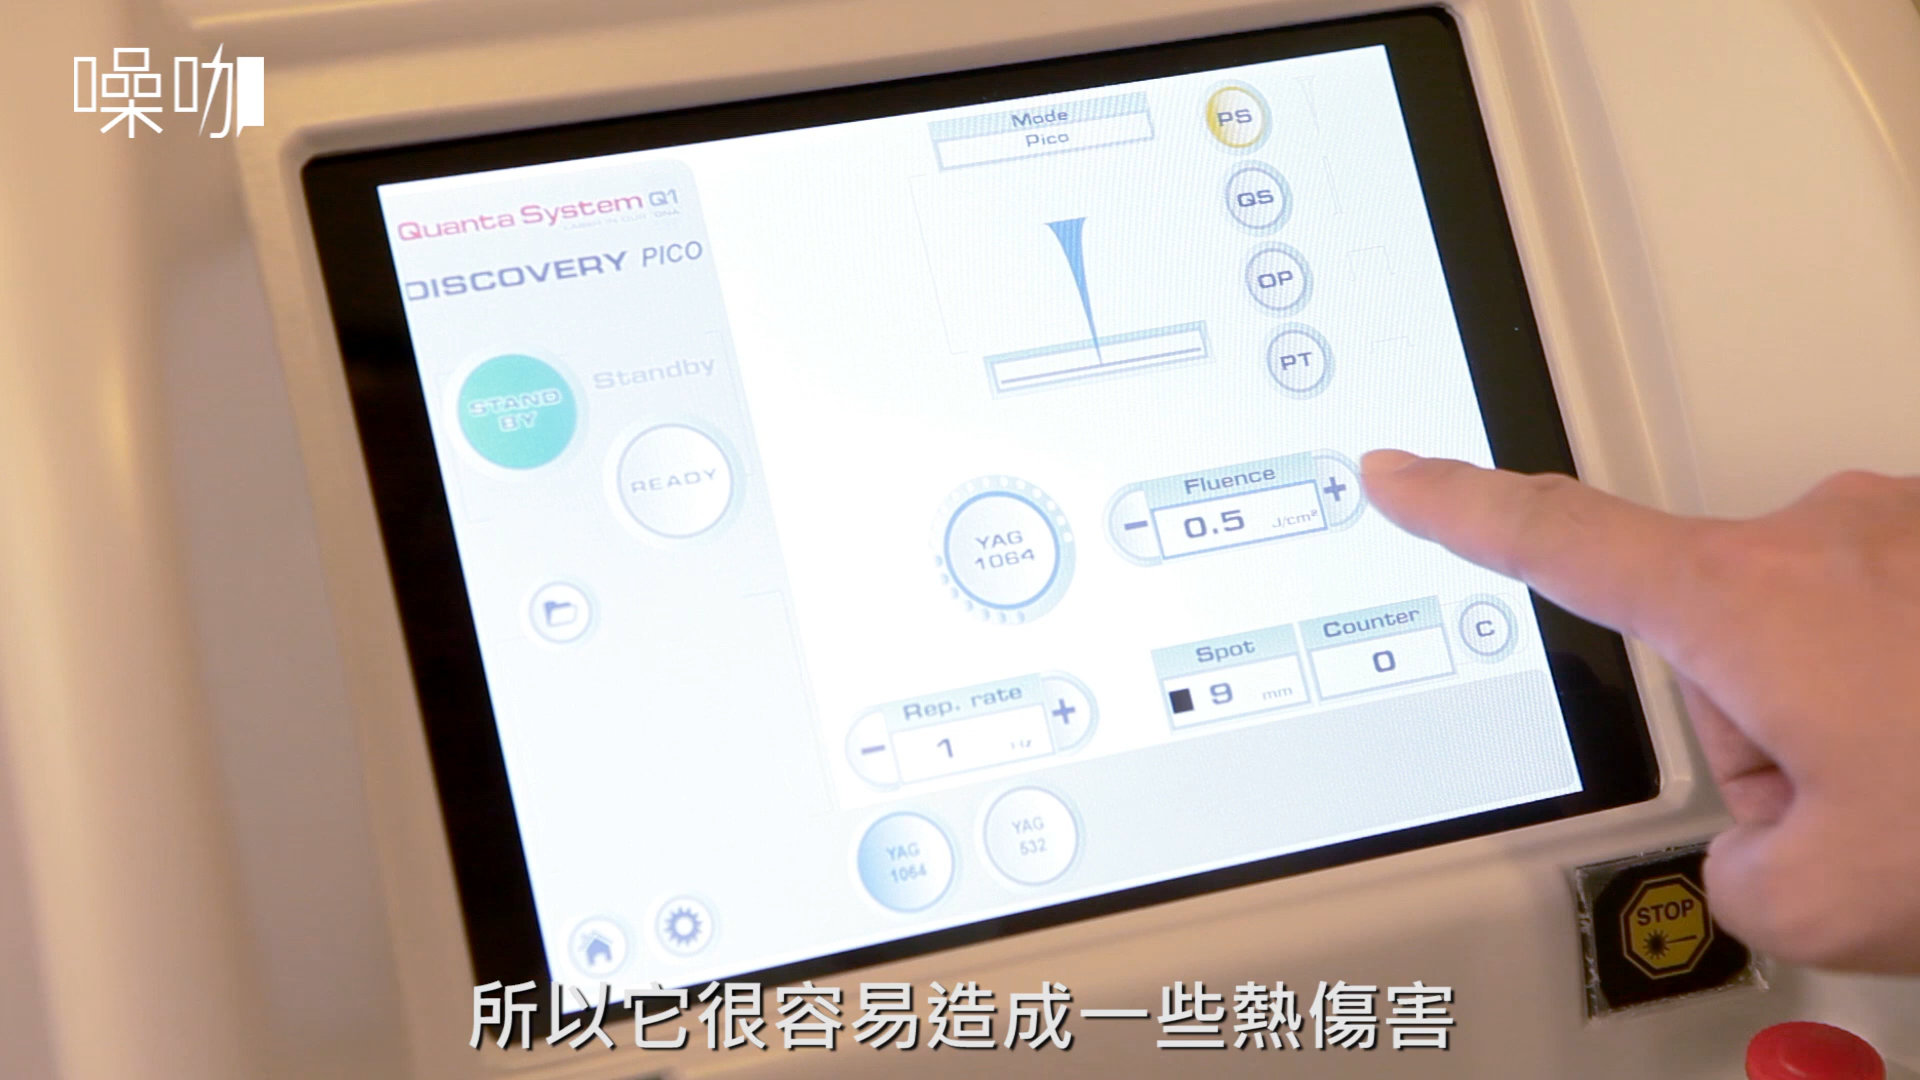 噪咖
Mode
Pico
PS
Quanta System Q1
QS
DISCOVERY PICO
OP
PT
STAND
BY
Standby
READY
Fluence
- 0.5 J/cm² +
YAG
1064
Spot
9 mm
Counter
0
C
Rep. rate
- 1 Hz +
YAG
1064
YAG
532
STOP
所以它很容易造成一些熱傷害